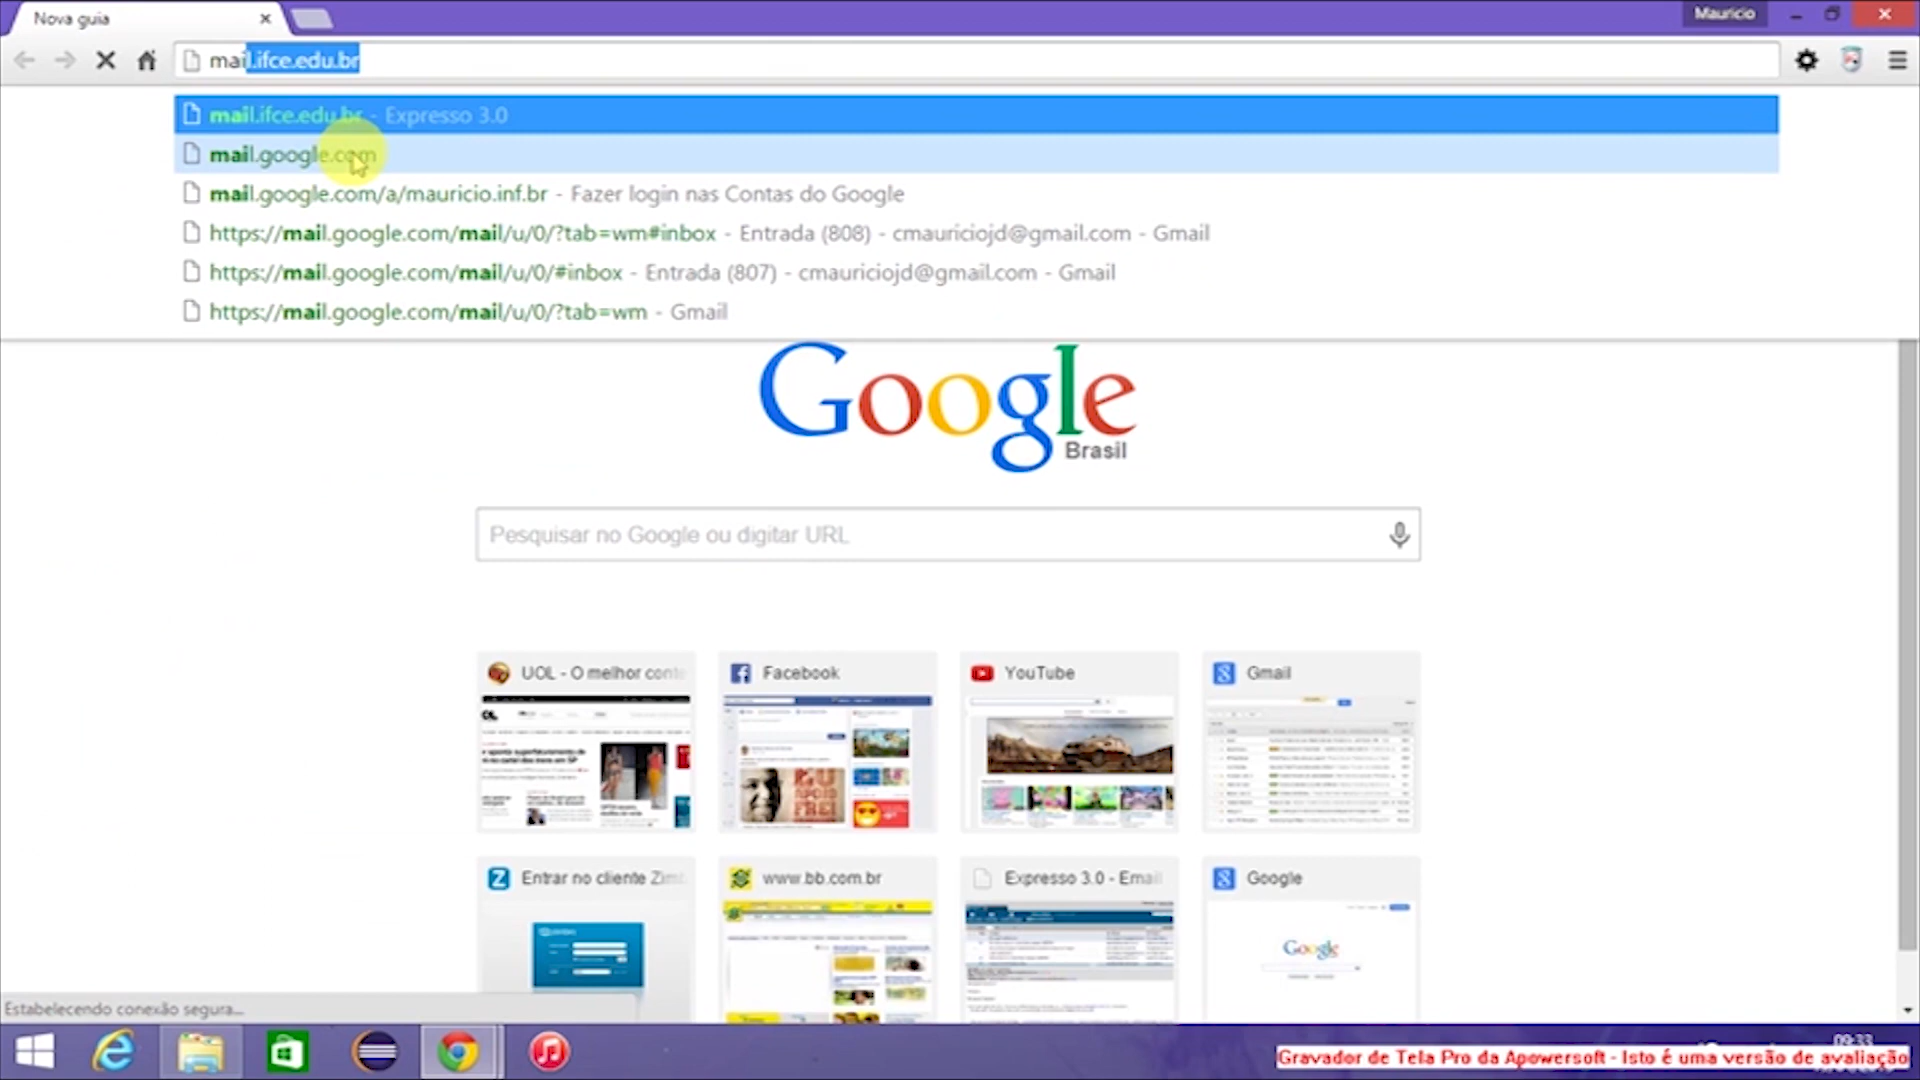 Nova guia
Mauricio
mail.ifce.edu.br
mail.ifce.edu.br - Expresso 3.0
mail.google.com
mail.google.com/a/mauricio.inf.br - Fazer login nas Contas do Google
https://mail.google.com/mail/u/0/?tab=wm#inbox - Entrada (808) - cmauriciojd@gmail.com - Gmail
https://mail.google.com/mail/u/0/#inbox - Entrada (807) - cmauriciojd@gmail.com - Gmail
https://mail.google.com/mail/u/0/?tab=wm - Gmail
Google
Brasil
Pesquisar no Google ou digitar URL
UOL - O melhor conte
Facebook
YouTube
Gmail
Entrar no cliente Zimb
www.bb.com.br
Expresso 3.0 - Email
Google
Google
Estabelecendo conexão segura...
09:33
Gravador de Tela Pro da Apowersoft - Isto é uma versão de avaliação